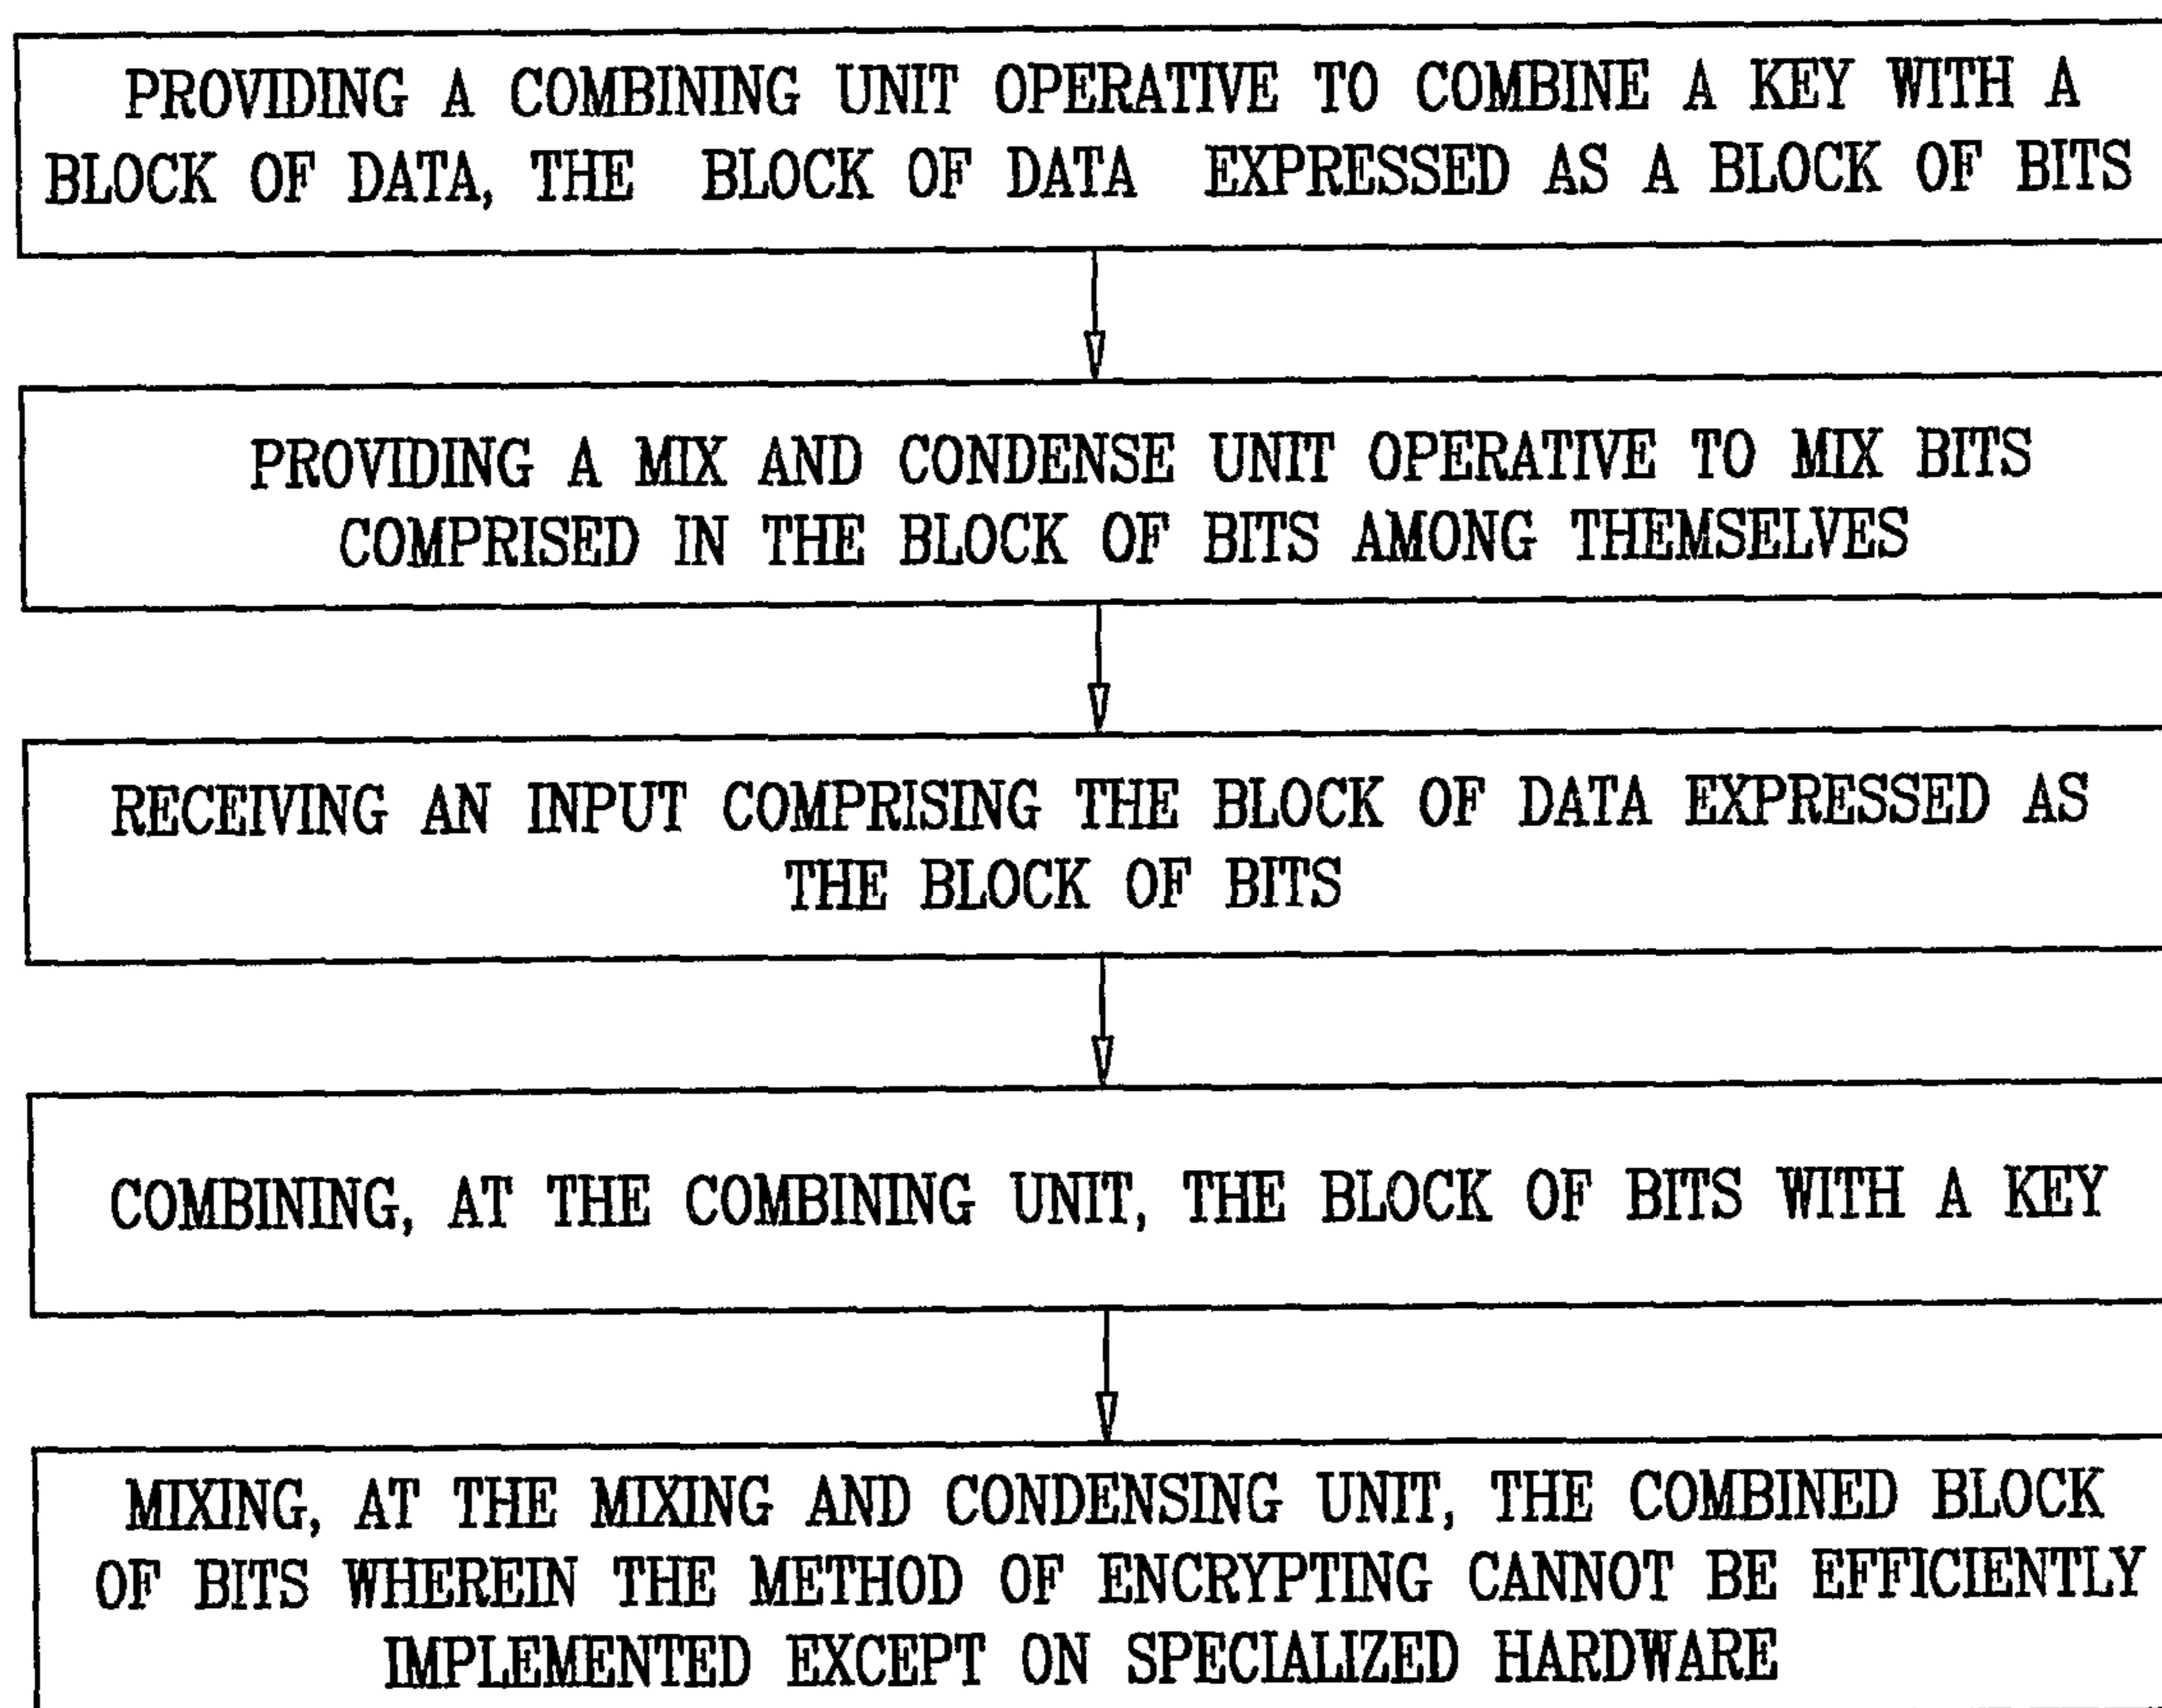 PROVIDING A COMBINING UNIT OPERATIVE TO COMBINE A KEY WITH A
BLOCK OF DATA, THE BLOCK OF DATA EXPRESSED AS A BLOCK OF BITS
PROVIDING A MIX AND CONDENSE UNIT OPERATIVE TO MIX BITS
COMPRISED IN THE BLOCK OF BITS AMONG THEMSELVES
RECEIVING AN INPUT COMPRISING THE BLOCK OF DATA EXPRESSED AS
THE BLOCK OF BITS
COMBINING, AT THE COMBINING UNIT, THE BLOCK OF BITS WITH A KEY
MIXING, AT THE MIXING AND CONDENSING UNIT, THE COMBINED BLOCK
OF BITS WHEREIN THE METHOD OF ENCRYPTING CANNOT BE EFFICIENTLY
IMPLEMENTED EXCEPT ON SPECIALIZED HARDWARE